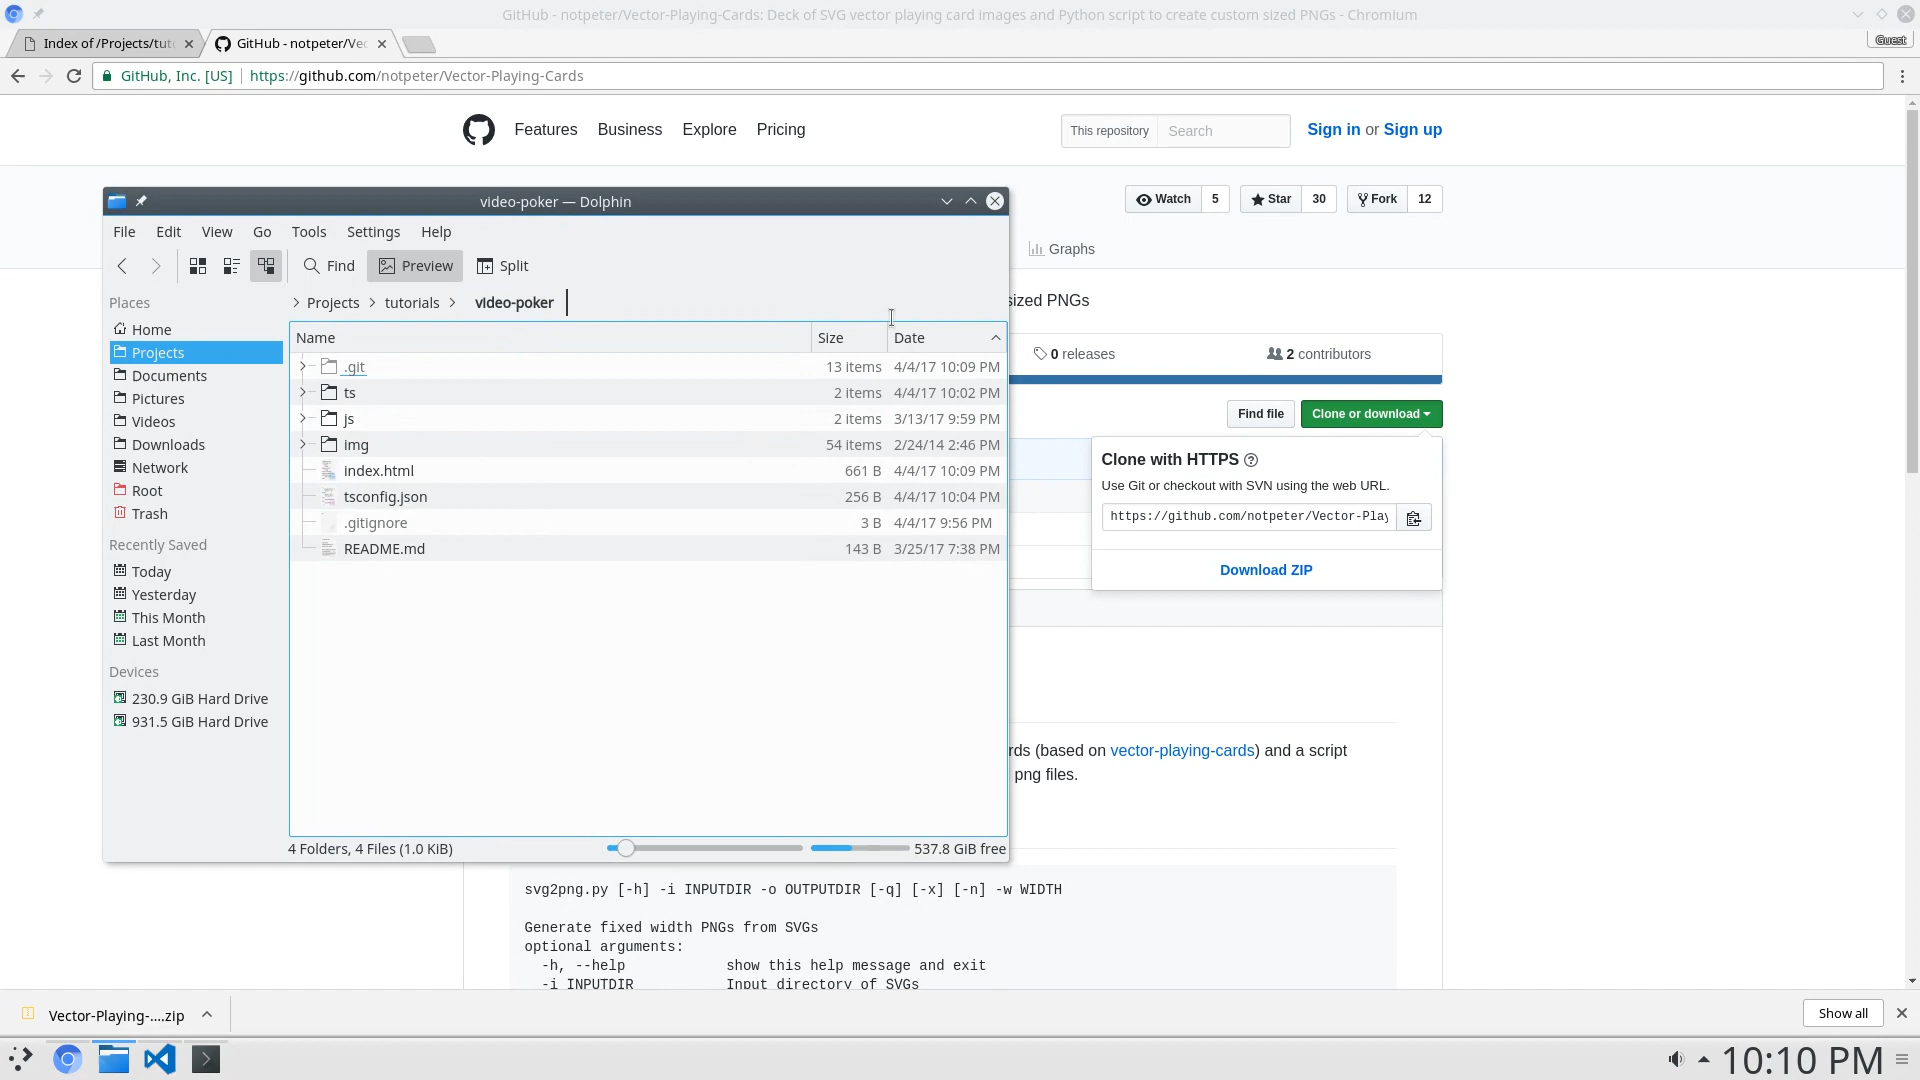 GitHub - notpeter/Vector-Playing-Cards: Deck of SVG vector playing card images and Python script to create custom sized PNGs - Chromium
Index of /Projects/tut
GitHub - notpeter/Vec
Guest
GitHub, Inc. [US]
https://github.com/notpeter/Vector-Playing-Cards
Features
Business
Explore
Pricing
This repository
Search
Sign in or Sign up
Watch 5
Star 30
Fork 12
Graphs
sized PNGs
0 releases
2 contributors
Find file
Clone or download
Clone with HTTPS
Use Git or checkout with SVN using the web URL.
https://github.com/notpeter/Vector-Play
Download ZIP
rds (based on vector-playing-cards) and a script
png files.
video-poker — Dolphin
File Edit View Go Tools Settings Help
Find
Preview
Split
Places
Home
Projects
Documents
Pictures
Videos
Downloads
Network
Root
Trash
Recently Saved
Today
Yesterday
This Month
Last Month
Devices
230.9 GiB Hard Drive
931.5 GiB Hard Drive
> Projects > tutorials > video-poker
Name Size Date
.git 13 items 4/4/17 10:09 PM
ts 2 items 4/4/17 10:02 PM
js 2 items 3/13/17 9:59 PM
img 54 items 2/24/14 2:46 PM
index.html 661 B 4/4/17 10:09 PM
tsconfig.json 256 B 4/4/17 10:04 PM
.gitignore 3 B 4/4/17 9:56 PM
README.md 143 B 3/25/17 7:38 PM
4 Folders, 4 Files (1.0 KiB)
537.8 GiB free
svg2png.py [-h] -i INPUTDIR -o OUTPUTDIR [-q] [-x] [-n] -w WIDTH
Generate fixed width PNGs from SVGs
optional arguments:
-h, --help show this help message and exit
-i INPUTDIR Input directory of SVGs
Vector-Playing-....zip
Show all
10:10 PM